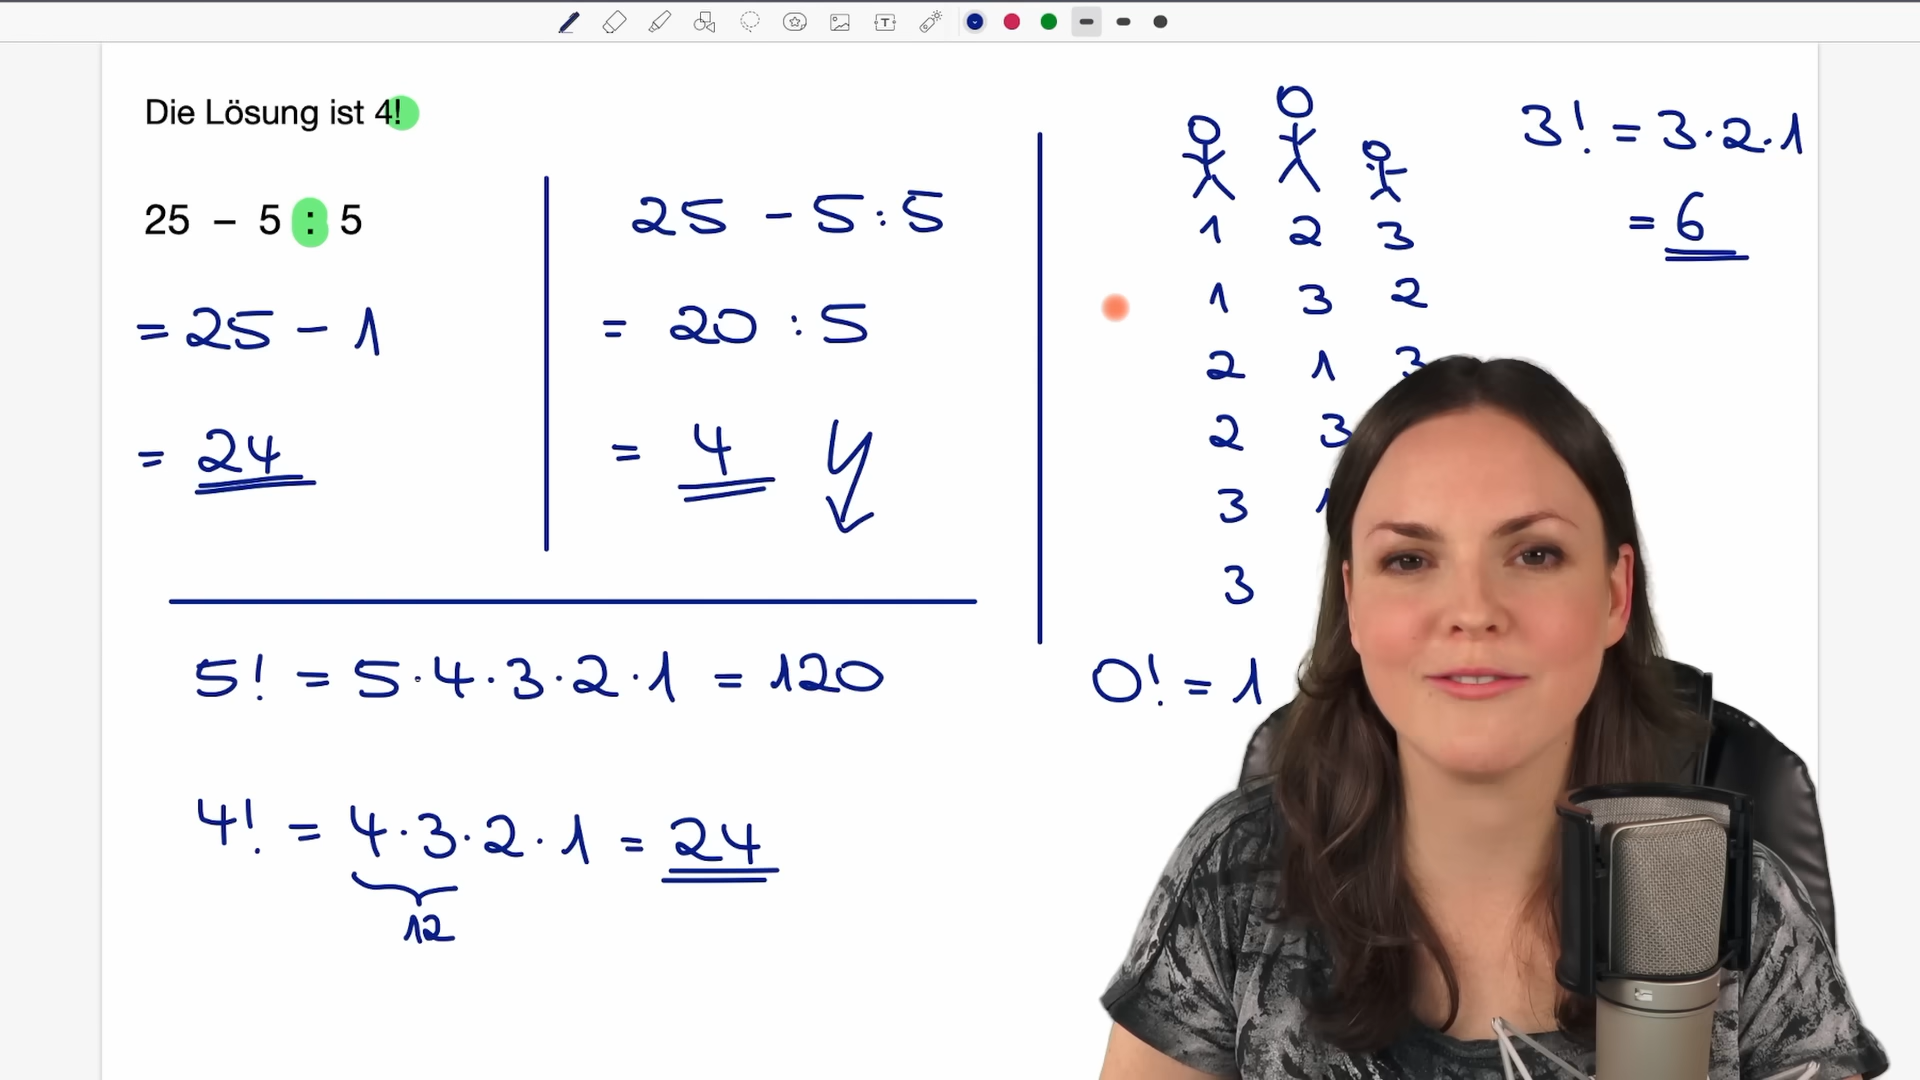 Die Lösung ist 4!
25 – 5 : 5
= 25 – 1
= 24
25 – 5 : 5
= 20 : 5
= 4
1 2 3
1 3 2
2 1 3
2 3
3 1
3
3! = 3·2·1
= 6
5! = 5·4·3·2·1 = 120
0! = 1
4! = 4·3·2·1 = 24
12